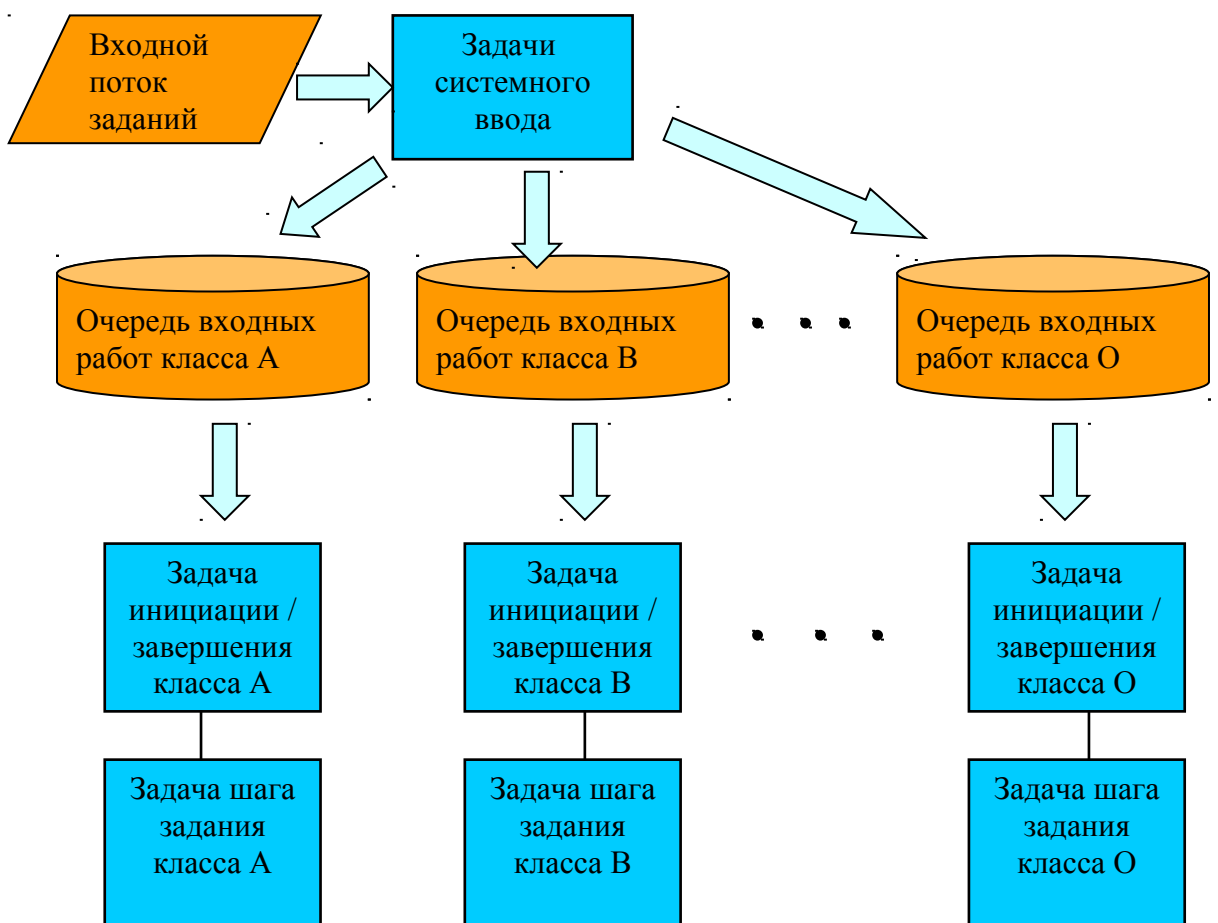 Входной
поток
заданий
Задачи
системного
ввода
Очередь входных
работ класса A
Очередь входных
работ класса B
Очередь входных
работ класса O
Задача
инициации /
завершения
класса A
Задача
инициации /
завершения
класса B
Задача
инициации /
завершения
класса O
Задача шага
задания
класса A
Задача шага
задания
класса B
Задача шага
задания
класса O